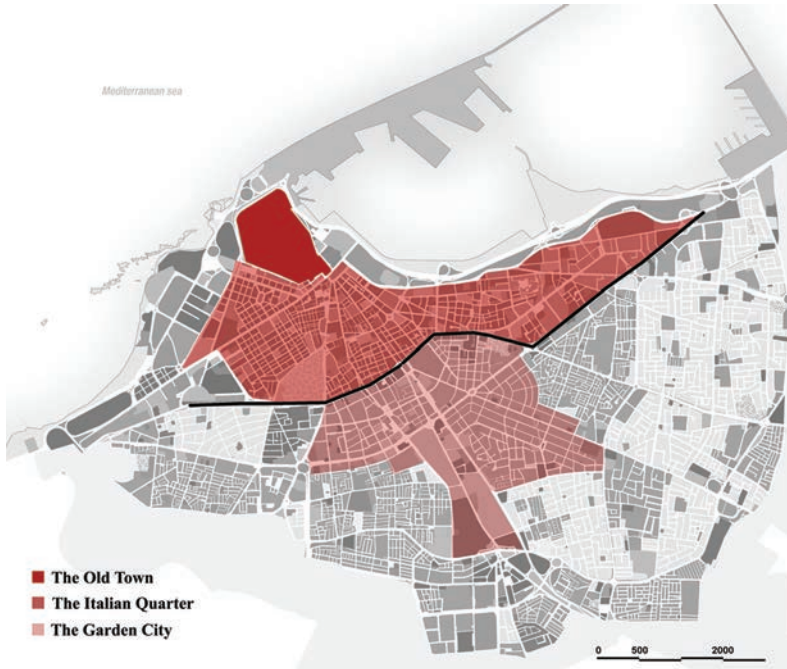 Mediterranean sea
The Old Town
The Italian Quarter
The Garden City
0 500 2000